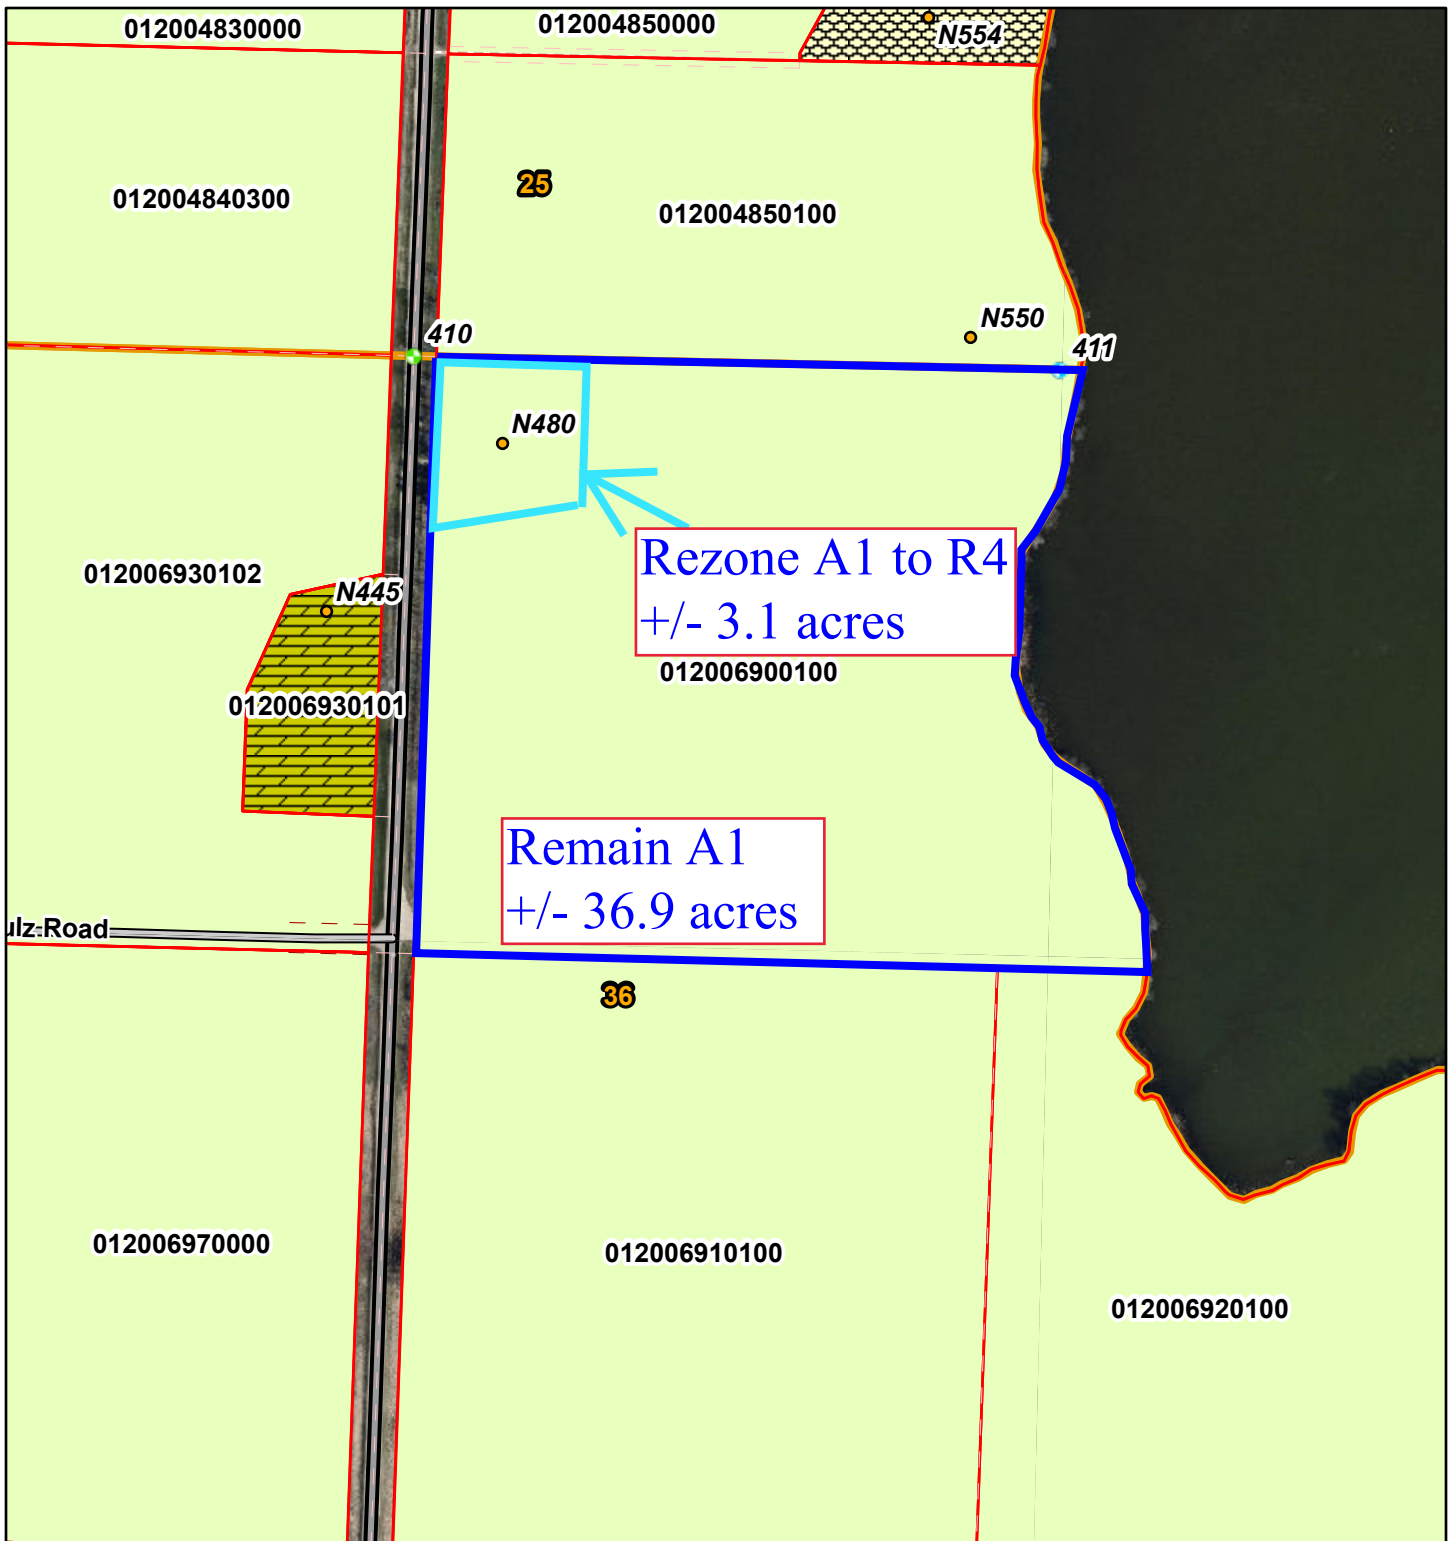 012004830000
012004850000
N554
25
012004840300
012004850100
N550
410
411
N480
Rezone A1 to R4
+/- 3.1 acres
012006930102
N445
012006900100
012006930101
Remain A1
+/- 36.9 acres
ulz Road
36
012006970000
012006910100
012006920100